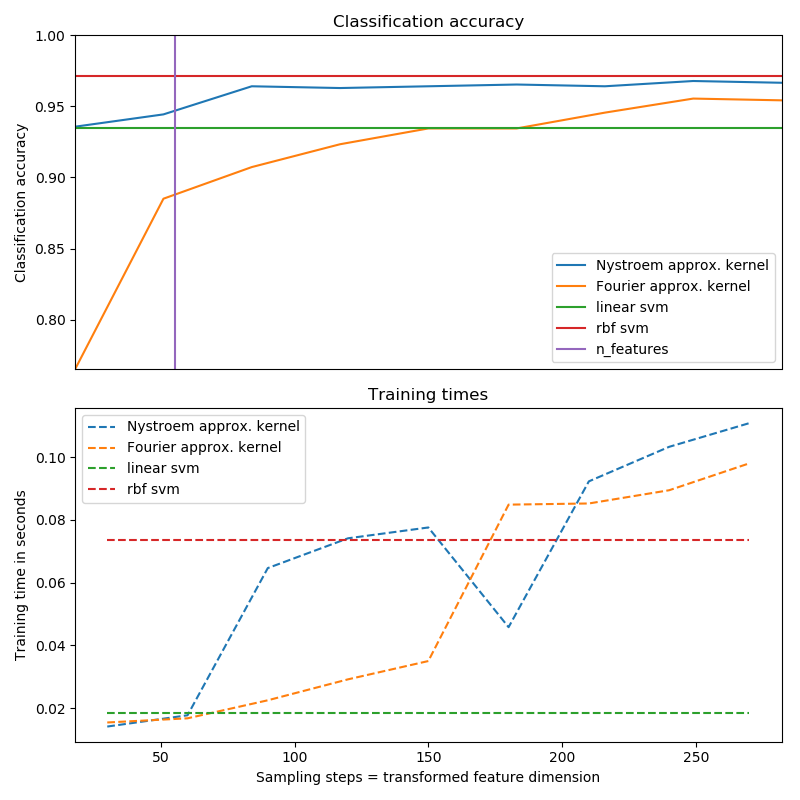 Classification accuracy
1.00
0.95
0.90
0.85
0.80
Classification accuracy
Nystroem approx. kernel
Fourier approx. kernel
linear svm
rbf svm
n_features
Training times
Nystroem approx. kernel
Fourier approx. kernel
linear svm
rbf svm
0.10
0.08
0.06
0.04
0.02
Training time in seconds
50 100 150 200 250
Sampling steps = transformed feature dimension